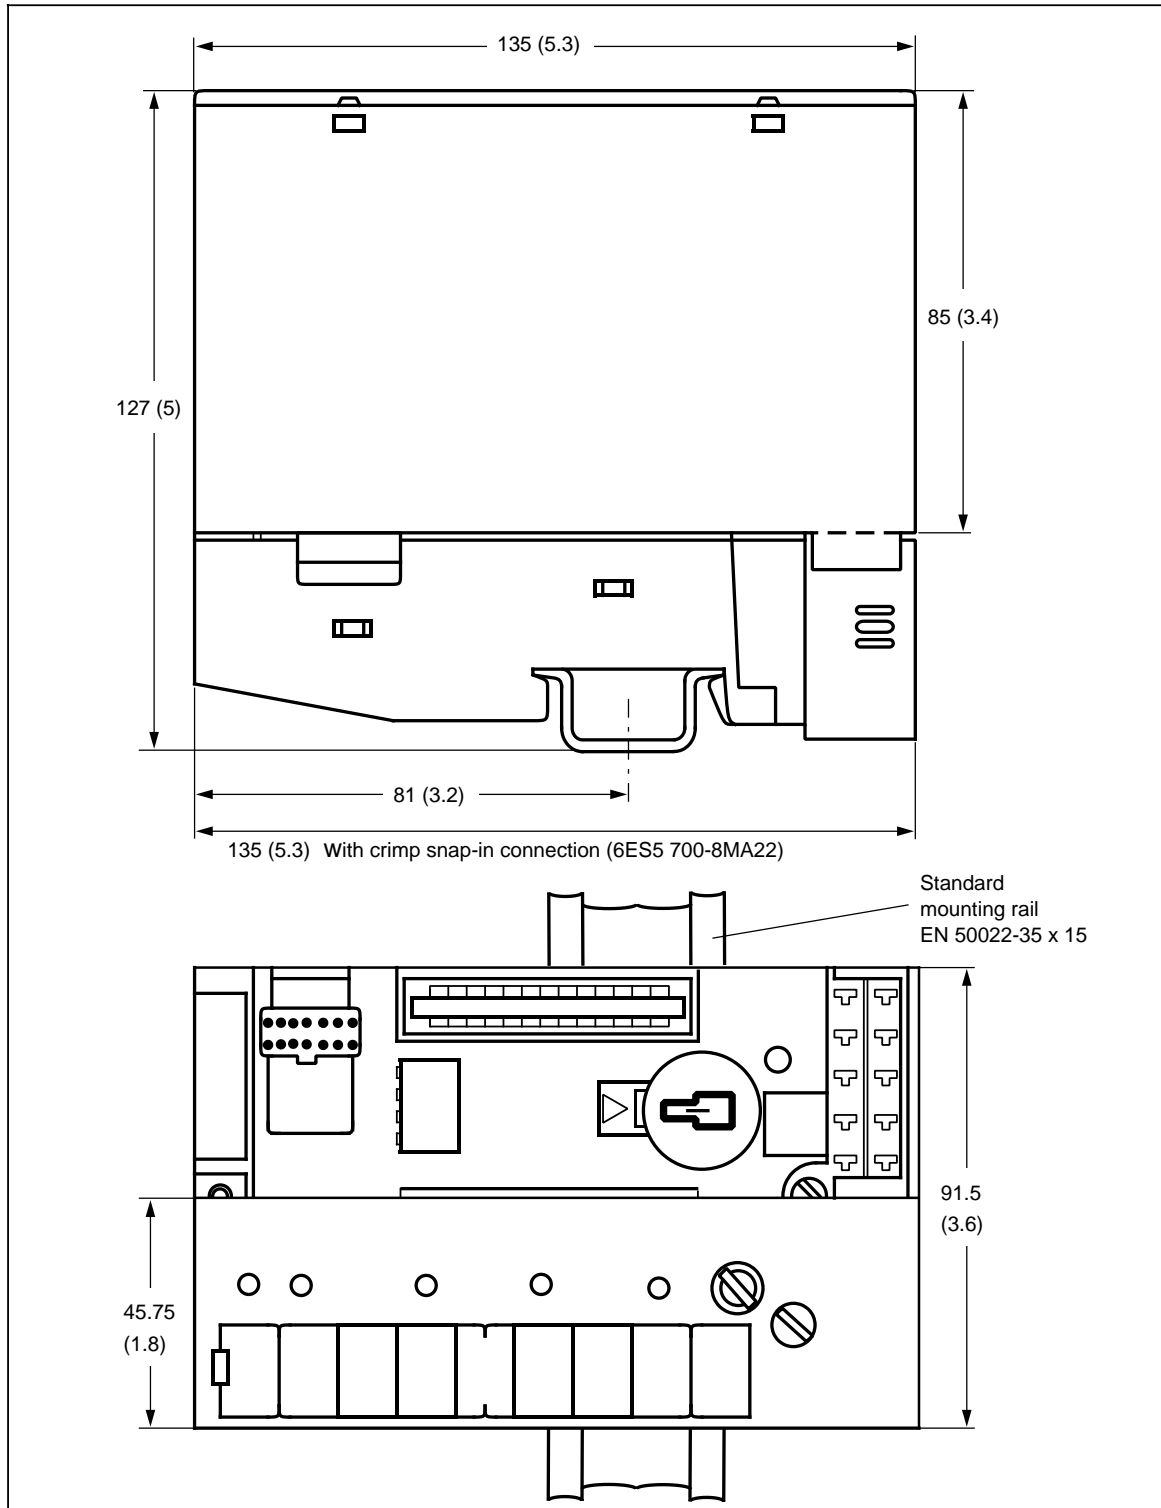 135 (5.3)
85 (3.4)
127 (5)
81 (3.2)
135 (5.3) With crimp snap-in connection (6ES5 700-8MA22)
Standard
mounting rail
EN 50022-35 x 15
91.5
(3.6)
45.75
(1.8)